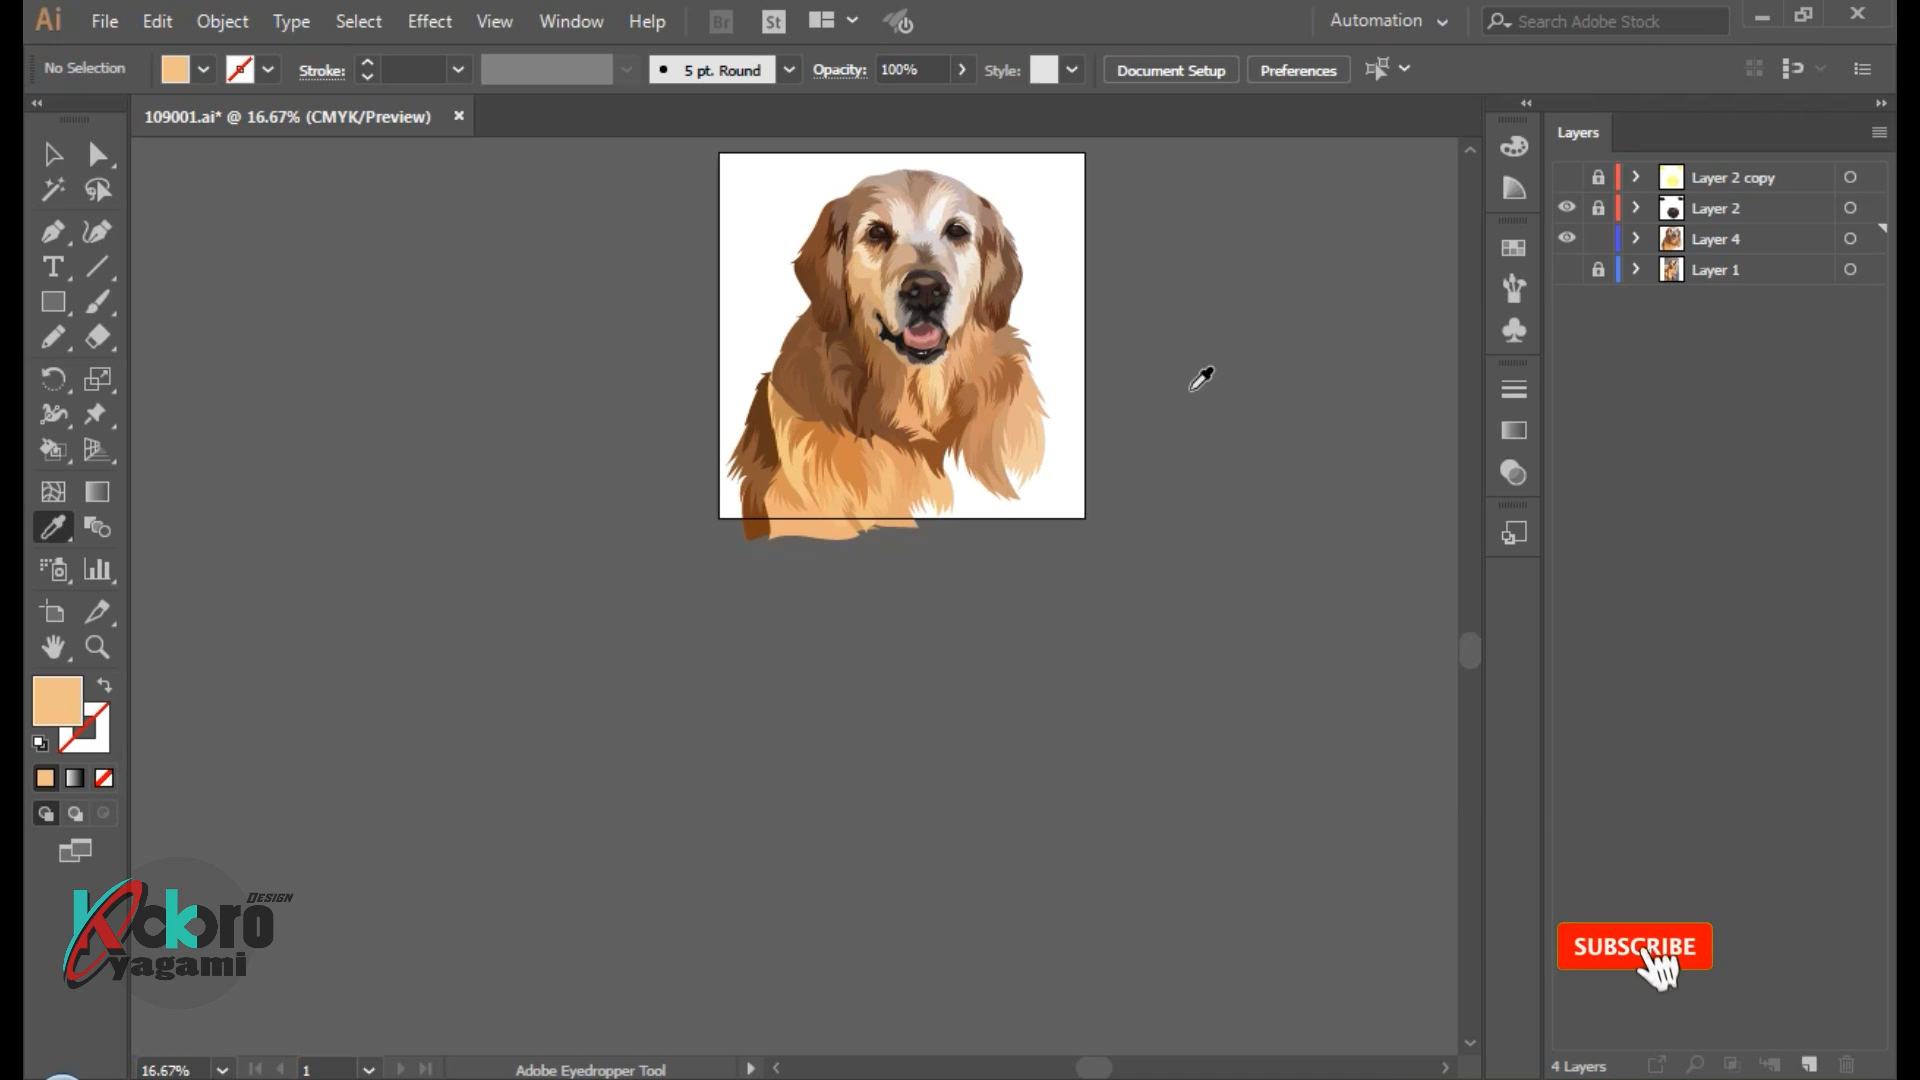 Ai File Edit Object Type Select Effect View Window Help Br St Automation Search Adobe Stock
No Selection Stroke: 5 pt. Round Opacity: 100% Style: Document Setup Preferences
109001.ai* @ 16.67% (CMYK/Preview)
Layers
Layer 2 copy
Layer 2
Layer 4
Layer 1
Design
Kokoro
yagami
SUBSCRIBE
16.67% 1 Adobe Eyedropper Tool 4 Layers